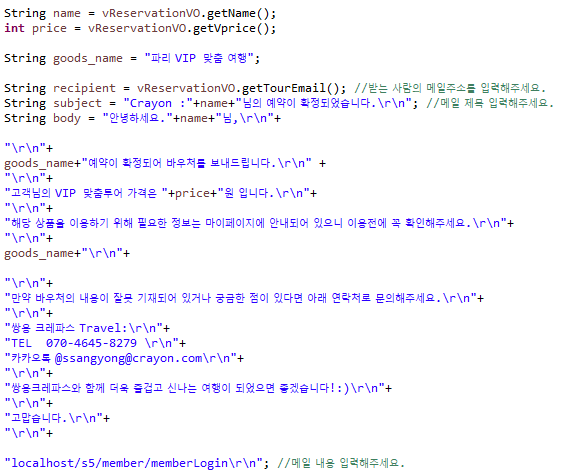 String name = vReservationVO.getName();
int price = vReservationVO.getVprice();
String goods_name = "파리 VIP 맞춤 여행";
String recipient = vReservationVO.getTourEmail(); //받는 사람의 메일주소를 입력해주세요.
String subject = "Crayon :"+name+"님의 예약이 확정되었습니다.\r\n"; //메일 제목 입력해주세요.
String body = "안녕하세요."+name+"님,\r\n"+
"\r\n"+
goods_name+"예약이 확정되어 바우처를 보내드립니다.\r\n" +
"\r\n"+
"고객님의 VIP 맞춤투어 가격은 "+price+"원 입니다.\r\n"+
"\r\n"+
"해당 상품을 이용하기 위해 필요한 정보는 마이페이지에 안내되어 있으니 이용전에 꼭 확인해주세요.\r\n"+
"\r\n"+
goods_name+"\r\n"+
"\r\n"+
"만약 바우처의 내용이 잘못 기재되어 있거나 궁금한 점이 있다면 아래 연락처로 문의해주세요.\r\n"+
"\r\n"+
"쌍용 크레파스 Travel:\r\n"+
"TEL  070-4645-8279 \r\n"+
"카카오톡 @ssangyong@crayon.com\r\n"+
"\r\n"+
"쌍용크레파스와 함께 더욱 즐겁고 신나는 여행이 되었으면 좋겠습니다!:)\r\n"+
"\r\n"+
"고맙습니다.\r\n"+
"\r\n"+
"localhost/s5/member/memberLogin\r\n"; //메일 내용 입력해주세요.